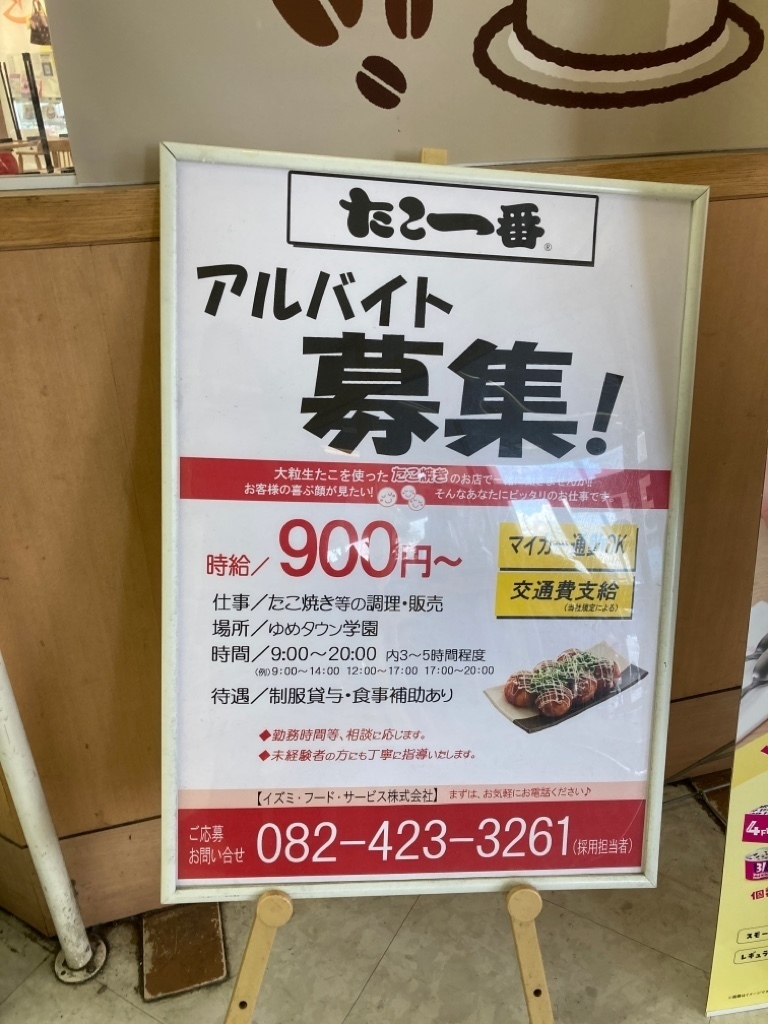 たこ一番®
アルバイト
募集!
大粒生たこを使った たこ焼き のお店で一
お客様の喜ぶ顔が見たい! そんなあなたにピッタリのお仕事です
時給/900円〜
マイカー通勤OK
交通費支給
(当社規定による)
仕事/たこ焼き等の調理・販売
場所/ゆめタウン学園
時間/9:00〜20:00 内3〜5時間程度
(例)9:00〜14:00 12:00〜17:00 17:00〜20:00
待遇/制服貸与・食事補助あり
◆勤務時間等、相談に応じます。
◆未経験者の方にも丁寧に指導いたします。
【イズミ・フード・サービス株式会社】 まずは、お気軽にお電話ください♪
ご応募
お問い合せ 082-423-3261(採用担当者)